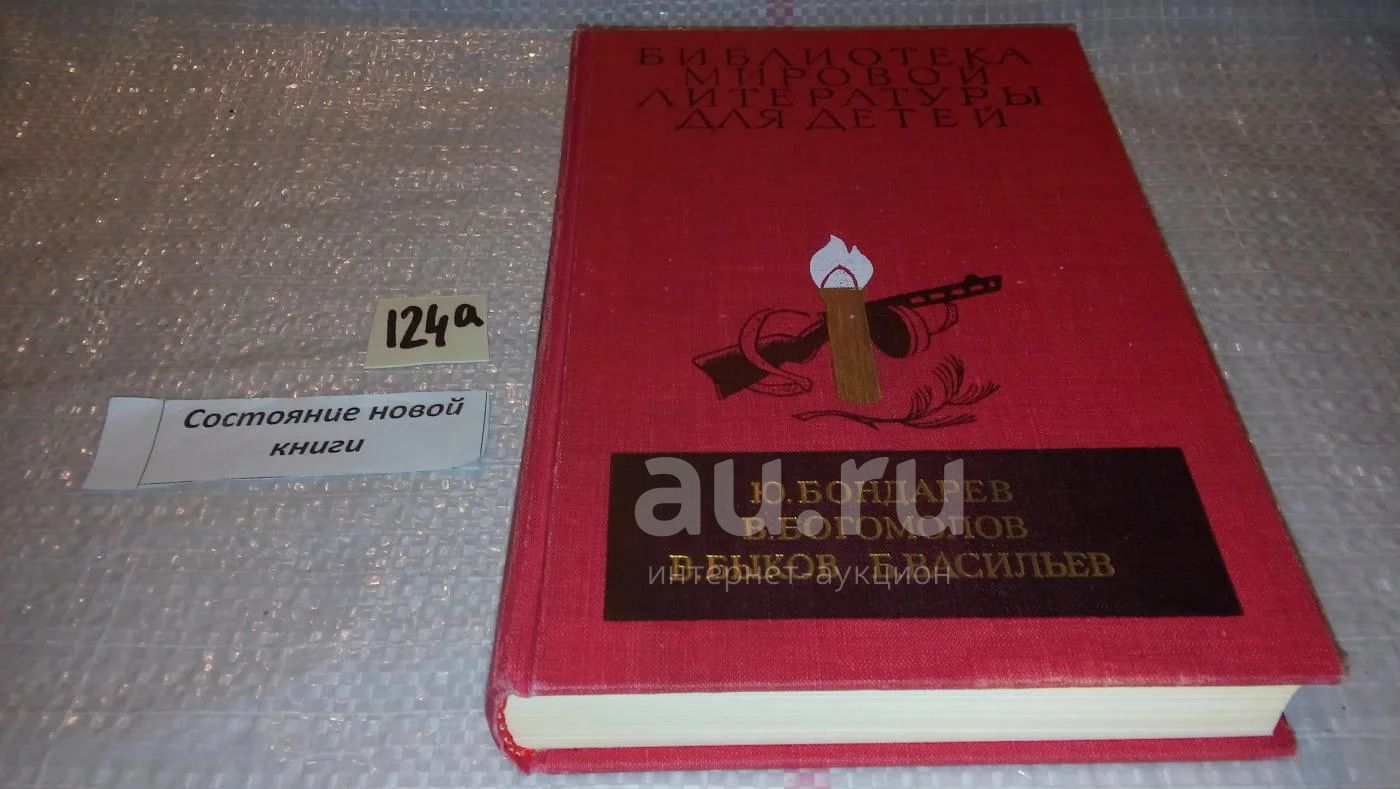 БИБЛИОТЕКА
МИРОВОЙ
ЛИТЕРАТУРЫ
ДЛЯ ДЕТЕЙ
124а
Состояние новой
книги
Ю. БОНДАРЕВ
В. БОГОМОЛОВ
В. БЫКОВ Б. ВАСИЛЬЕВ
au.ru
интернет-аукцион